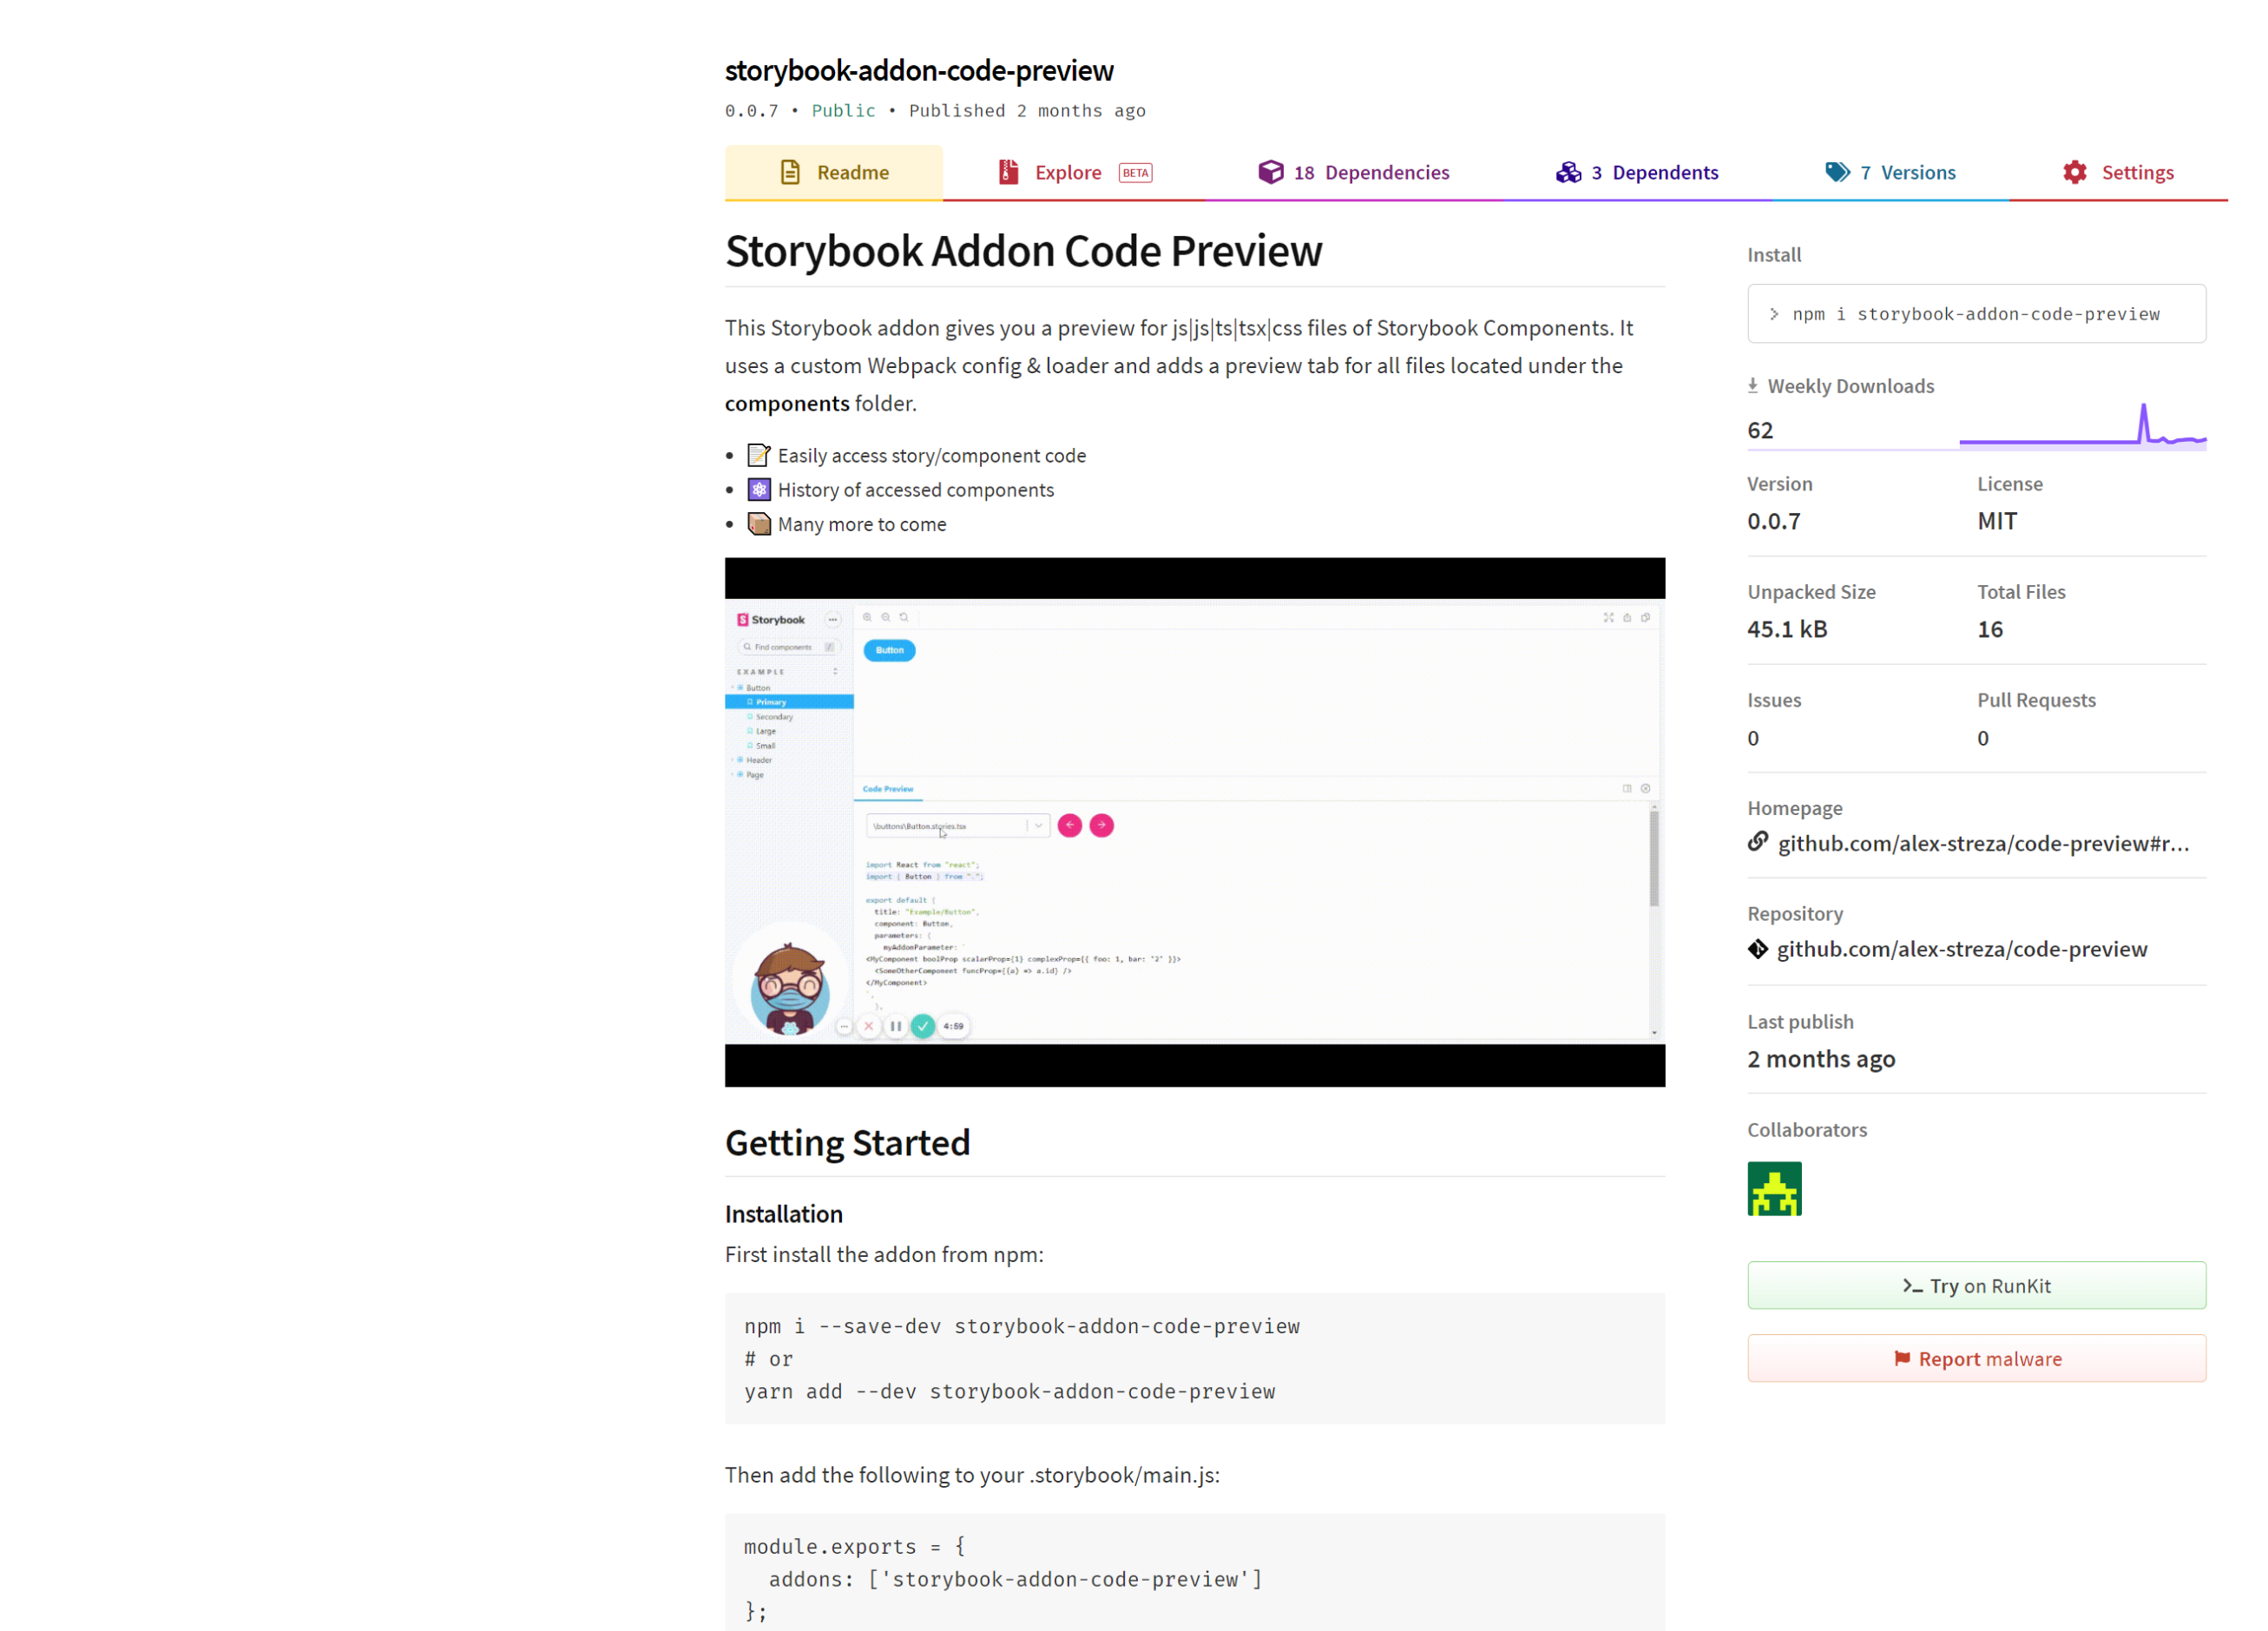 storybook-addon-code-preview
0.0.7 • Public • Published 2 months ago
Readme
Explore BETA
18 Dependencies
3 Dependents
7 Versions
Settings
Storybook Addon Code Preview
This Storybook addon gives you a preview for js|js|ts|tsx|css files of Storybook Components. It
uses a custom Webpack config & loader and adds a preview tab for all files located under the
components folder.
• Easily access story/component code
• History of accessed components
• Many more to come
Storybook
Find components /
EXAMPLE
Button
Primary
Secondary
Large
Small
Header
Page
Button
Code Preview
\buttons\Button.stories.tsx
import React from "react";
import { Button } from ".";
export default {
title: "Example/Button",
component: Button,
parameters: {
myAddonParameter: `
<MyComponent boolProp scalarProp={1} complexProp={{ foo: 1, bar: "2" }}>
<SomeOtherComponent funcProp={(a) => a.id} />
</MyComponent>
`,
},
4:59
Getting Started
Installation
First install the addon from npm:
npm i --save-dev storybook-addon-code-preview
# or
yarn add --dev storybook-addon-code-preview
Then add the following to your .storybook/main.js:
module.exports = {
addons: ['storybook-addon-code-preview']
};
Install
> npm i storybook-addon-code-preview
Weekly Downloads
62
Version
0.0.7
License
MIT
Unpacked Size
45.1 kB
Total Files
16
Issues
0
Pull Requests
0
Homepage
github.com/alex-streza/code-preview#r...
Repository
github.com/alex-streza/code-preview
Last publish
2 months ago
Collaborators
Try on RunKit
Report malware